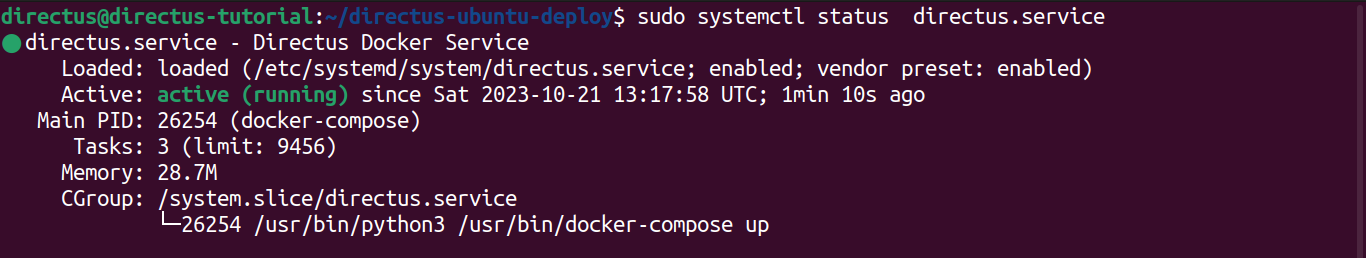 directus@directus-tutorial:~/directus-ubuntu-deploy$ sudo systemctl status  directus.service
● directus.service - Directus Docker Service
     Loaded: loaded (/etc/systemd/system/directus.service; enabled; vendor preset: enabled)
     Active: active (running) since Sat 2023-10-21 13:17:58 UTC; 1min 10s ago
   Main PID: 26254 (docker-compose)
      Tasks: 3 (limit: 9456)
     Memory: 28.7M
     CGroup: /system.slice/directus.service
             └─26254 /usr/bin/python3 /usr/bin/docker-compose up